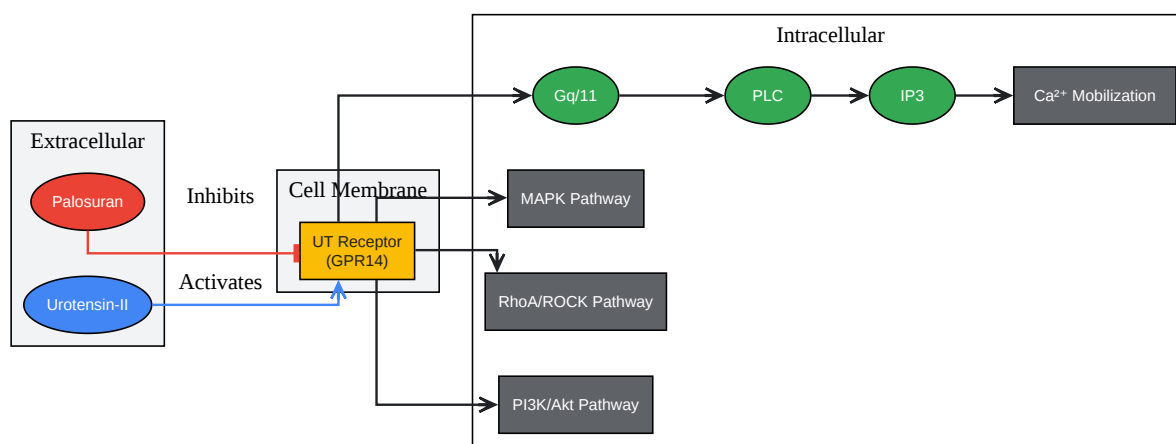 Intracellular
Gq/11
PLC
IP3
Ca²⁺ Mobilization
Extracellular
Palosuran
Inhibits
Cell Membrane
MAPK Pathway
UT Receptor
(GPR14)
Activates
Urotensin-II
RhoA/ROCK Pathway
PI3K/Akt Pathway